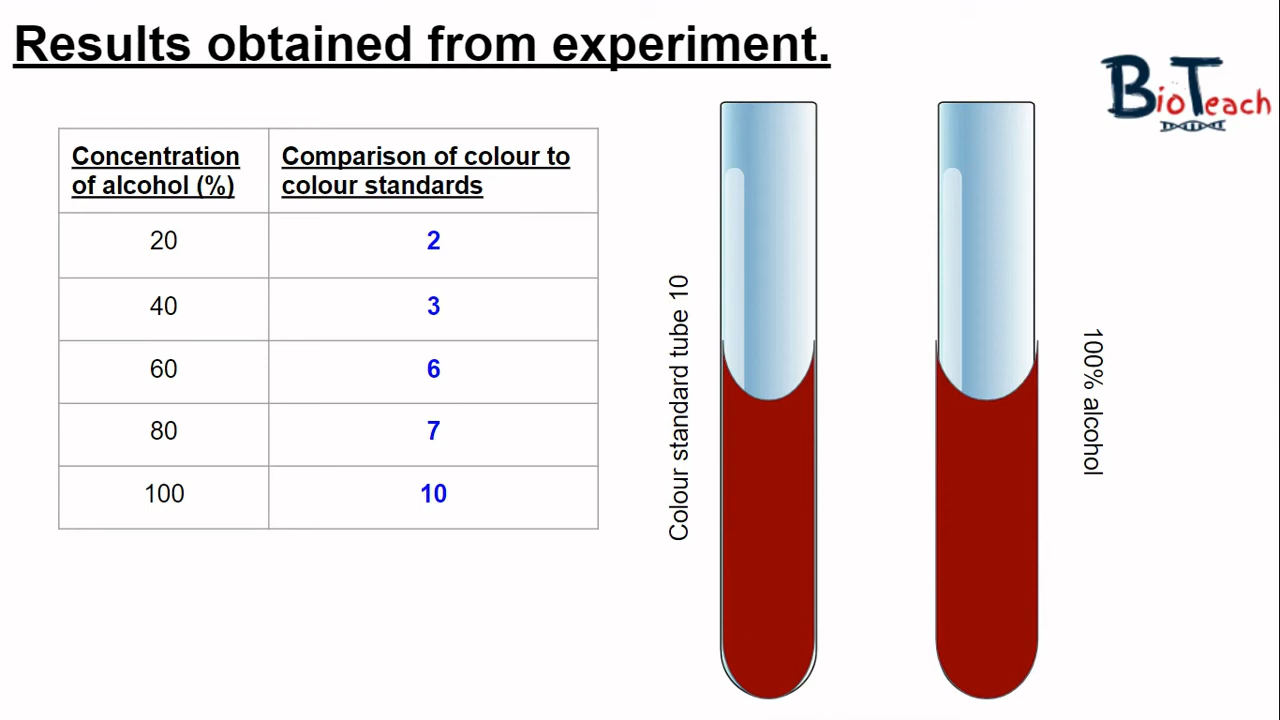 Results obtained from experiment.
BioTeach
Concentration
of alcohol (%)
Comparison of colour to
colour standards
20
2
40
3
60
6
80
7
100
10
Colour standard tube 10
100% alcohol